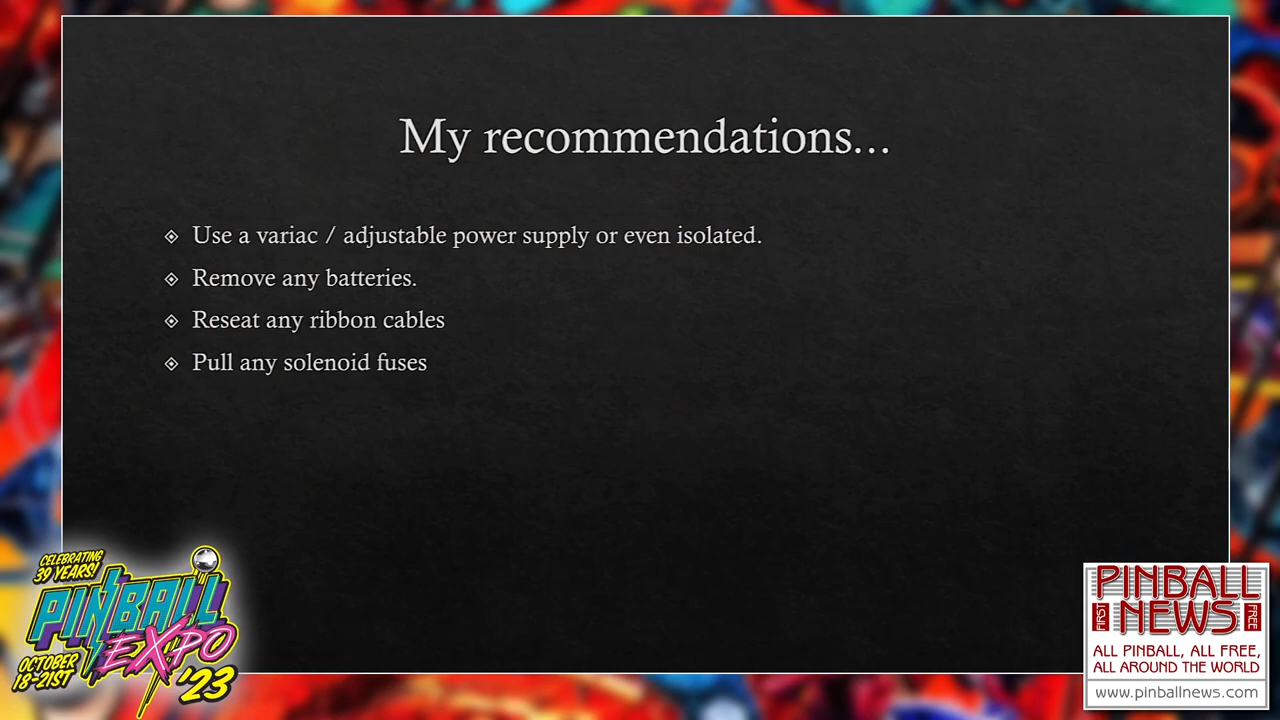 My recommendations...
Use a variac / adjustable power supply or even isolated.
Remove any batteries.
Reseat any ribbon cables
Pull any solenoid fuses
CELEBRATING
39 YEARS!
PINBALL
EXPO
OCTOBER
18-21ST
'23
PINBALL
FIRST NEWS FREE
ALL PINBALL, ALL FREE,
ALL AROUND THE WORLD
www.pinballnews.com